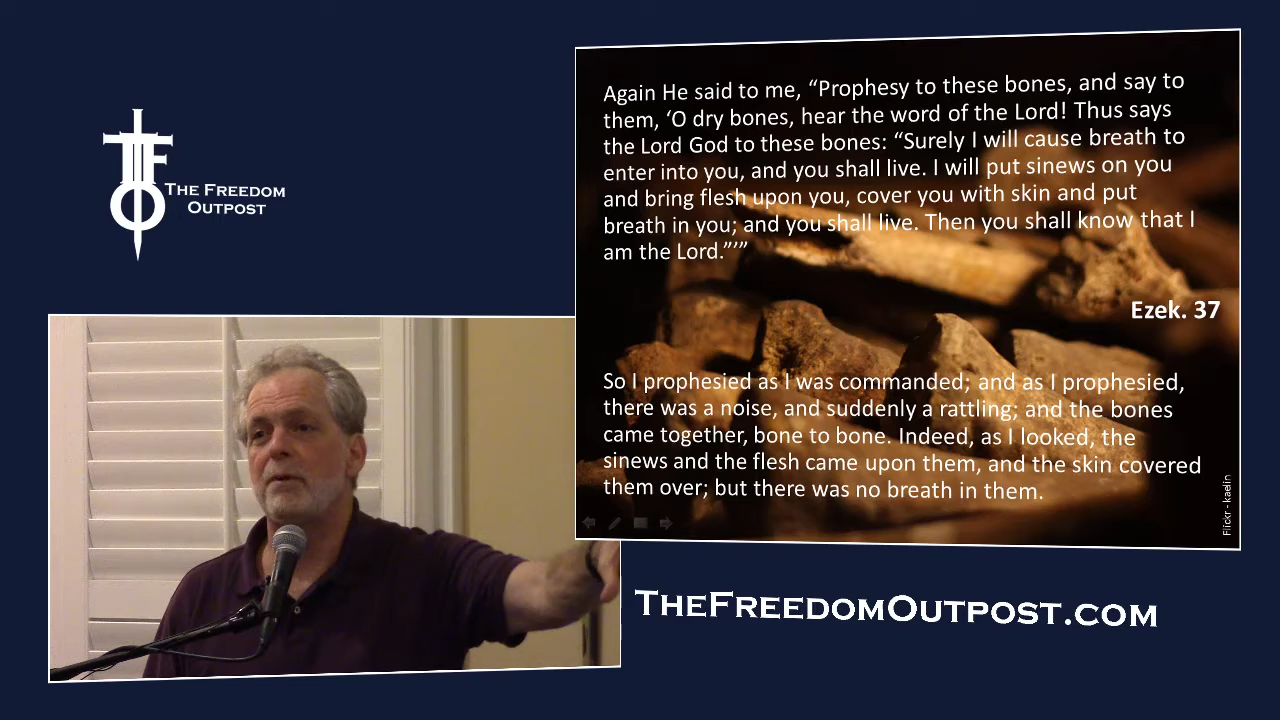 THE FREEDOM
OUTPOST
Again He said to me, “Prophesy to these bones, and say to
them, ‘O dry bones, hear the word of the Lord! Thus says
the Lord God to these bones: “Surely I will cause breath to
enter into you, and you shall live. I will put sinews on you
and bring flesh upon you, cover you with skin and put
breath in you; and you shall live. Then you shall know that I
am the Lord.”’”
Ezek. 37
So I prophesied as I was commanded; and as I prophesied,
there was a noise, and suddenly a rattling; and the bones
came together, bone to bone. Indeed, as I looked, the
sinews and the flesh came upon them, and the skin covered
them over; but there was no breath in them.
Flickr - kaelin
THEFREEDOMOUTPOST.COM